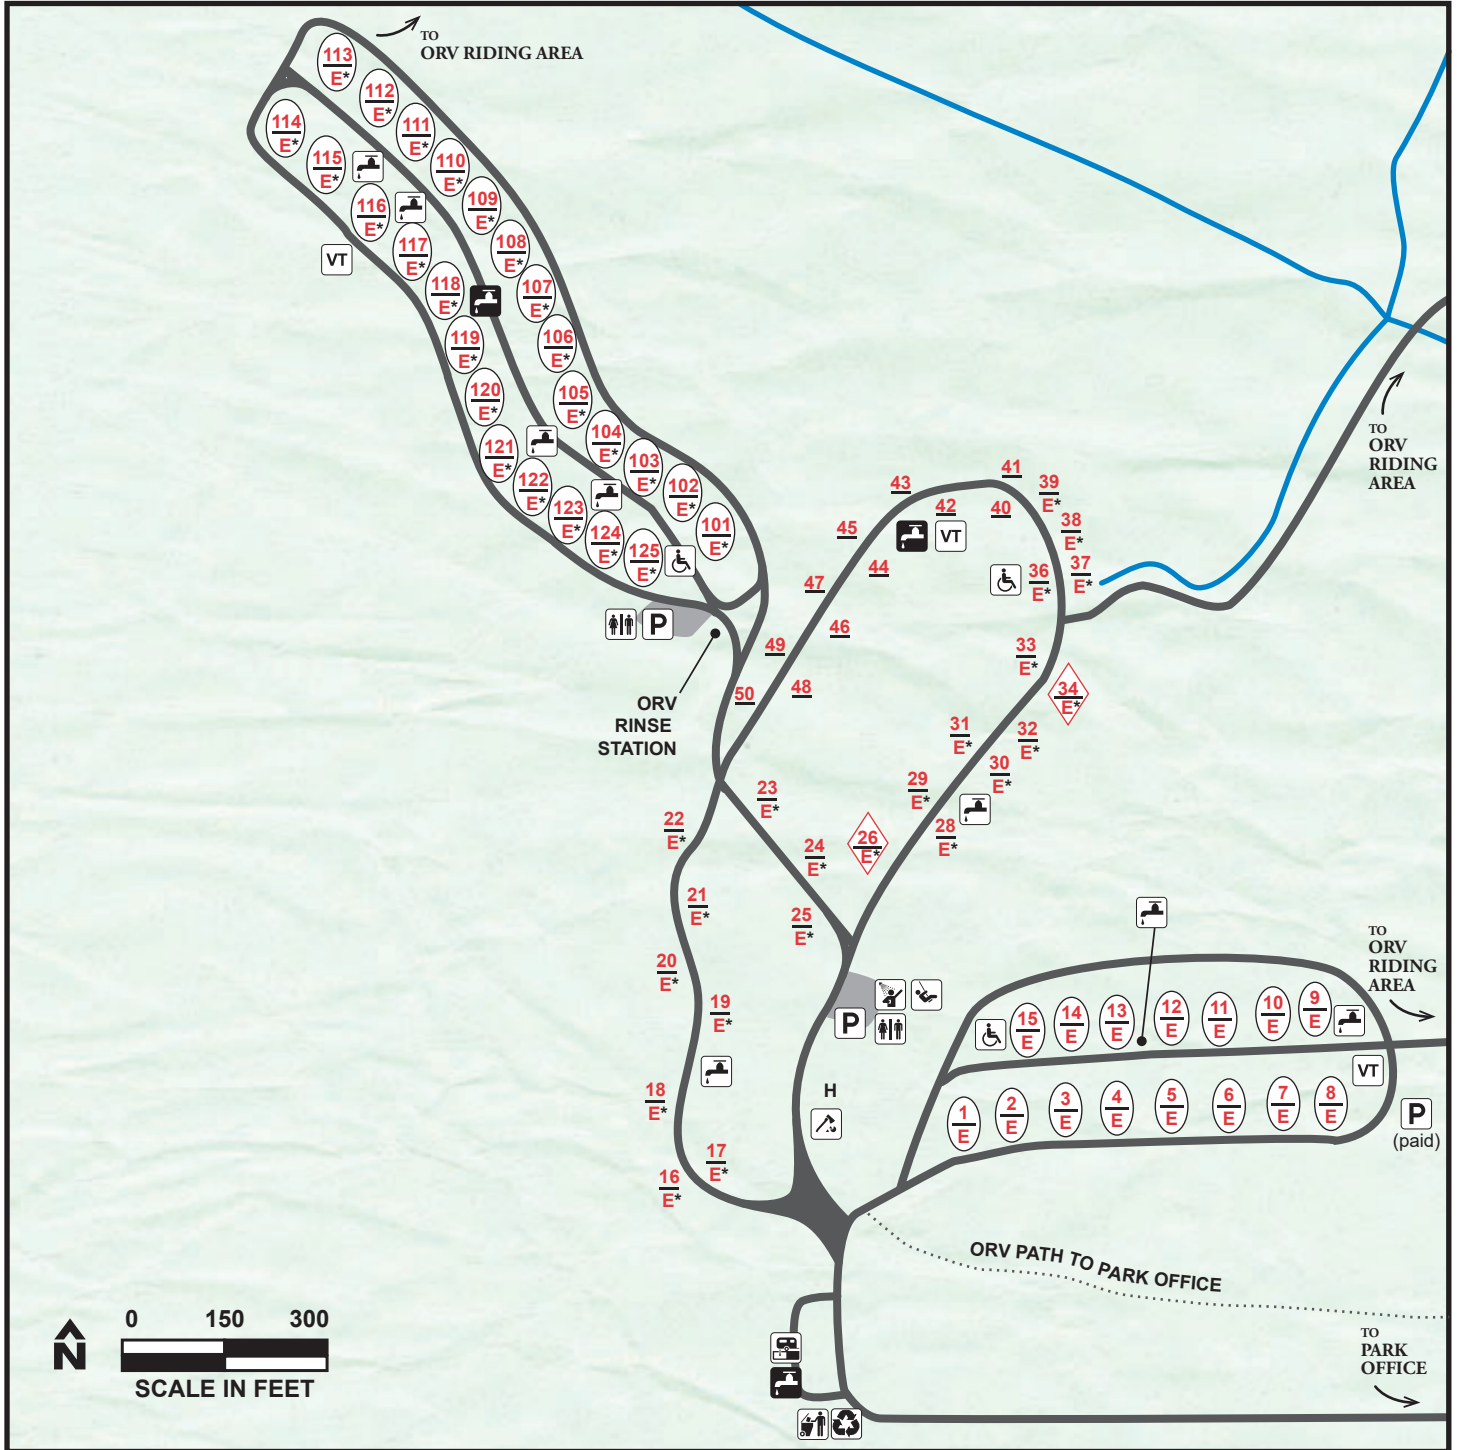 TO
ORV RIDING AREA
113
E*
112
E*
111
E*
110
E*
109
E*
108
E*
107
E*
106
E*
105
E*
104
E*
103
E*
102
E*
101
E*
114
E*
115
E*
116
E*
117
E*
118
E*
119
E*
120
E*
121
E*
122
E*
123
E*
124
E*
125
E*
VT
P
ORV
RINSE
STATION
TO
ORV
RIDING
AREA
41
43
42
40
39
E*
38
E*
37
E*
36
E*
45
44
VT
47
46
49
48
50
33
E*
34
E*
31
E*
32
E*
30
E*
29
E*
28
E*
26
E*
23
E*
24
E*
25
E*
22
E*
21
E*
20
E*
19
E*
18
E*
17
E*
16
E*
P
H
TO
ORV
RIDING
AREA
15
E
14
E
13
E
12
E
11
E
10
E
9
E
VT
1
E
2
E
3
E
4
E
5
E
6
E
7
E
8
E
P
(paid)
ORV PATH TO PARK OFFICE
TO
PARK
OFFICE
N
0 150 300
SCALE IN FEET